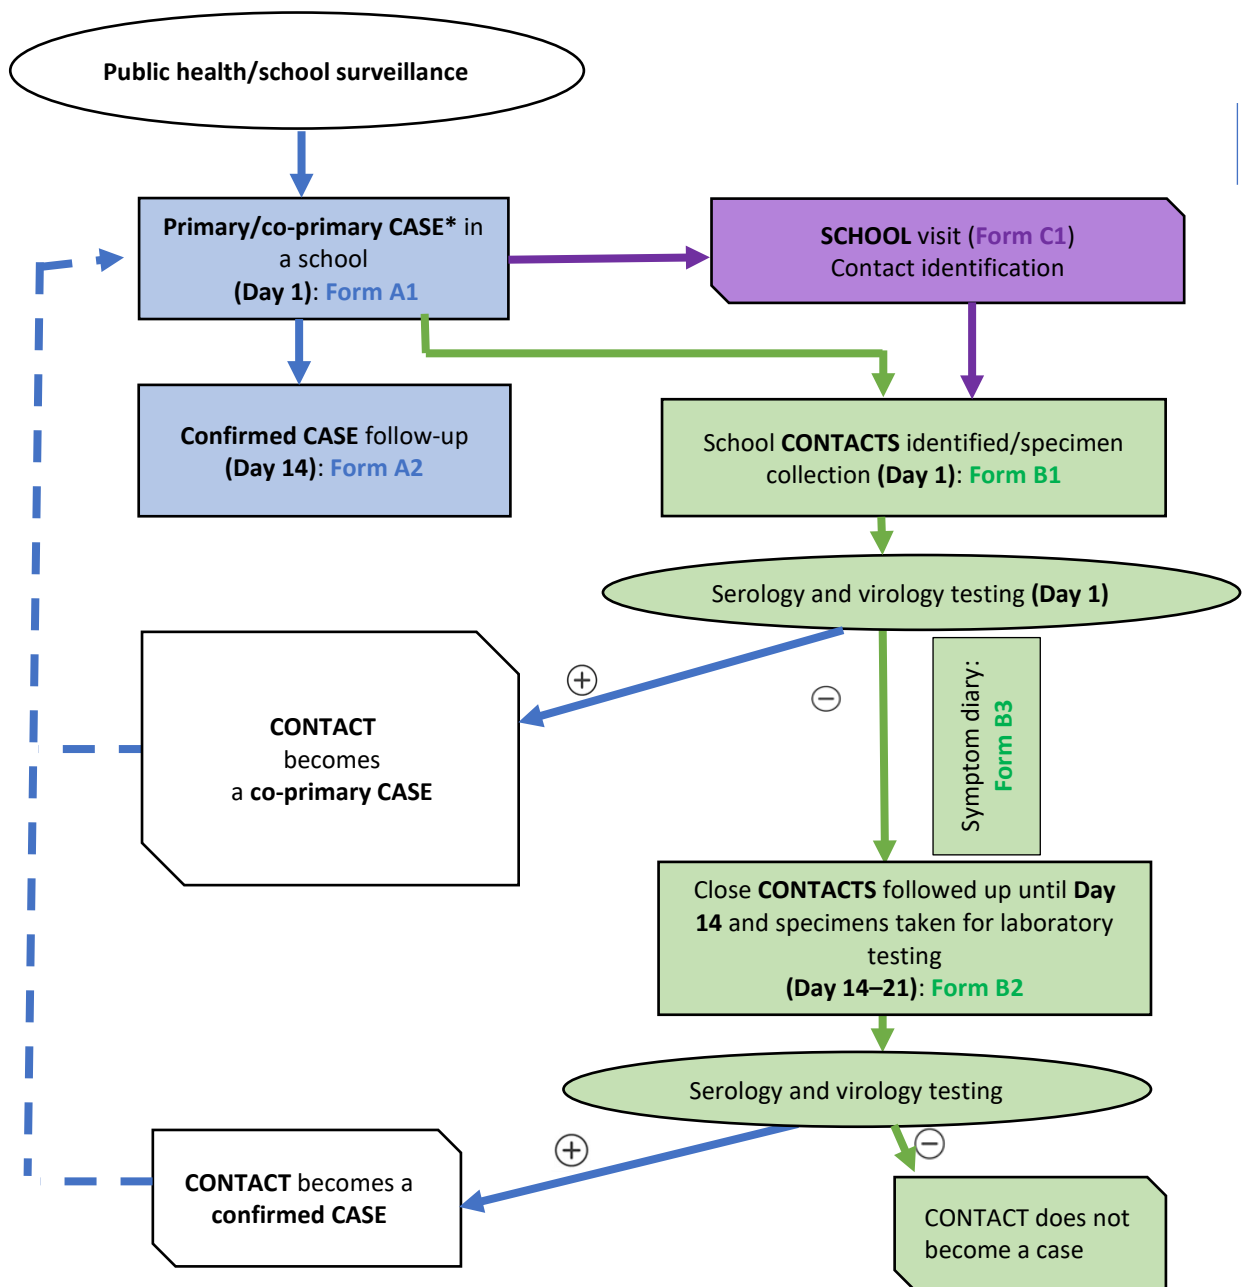 Public health/school surveillance
Primary/co-primary CASE* in
a school
(Day 1): Form A1
SCHOOL visit (Form C1)
Contact identification
Confirmed CASE follow-up
(Day 14): Form A2
School CONTACTS identified/specimen
collection (Day 1): Form B1
Serology and virology testing (Day 1)
+
−
Symptom diary:
Form B3
CONTACT
becomes
a co-primary CASE
Close CONTACTS followed up until Day
14 and specimens taken for laboratory
testing
(Day 14–21): Form B2
Serology and virology testing
+
−
CONTACT becomes a
confirmed CASE
CONTACT does not
become a case